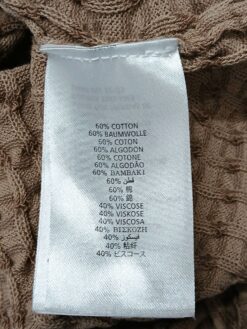 60% COTTON
60% BAUMWOLLE
60% COTON
60% ALGODON
60% COTONE
60% ALGODÃO
60% BAMBAKI
60% قطن
60% 棉
60% 綿
40% VISCOSE
40% VISKOSE
40% VISCOSA
40% ΒΙΣΚΟΖΗ
40% فيسكوز
40% 粘纤
40% ビスコース